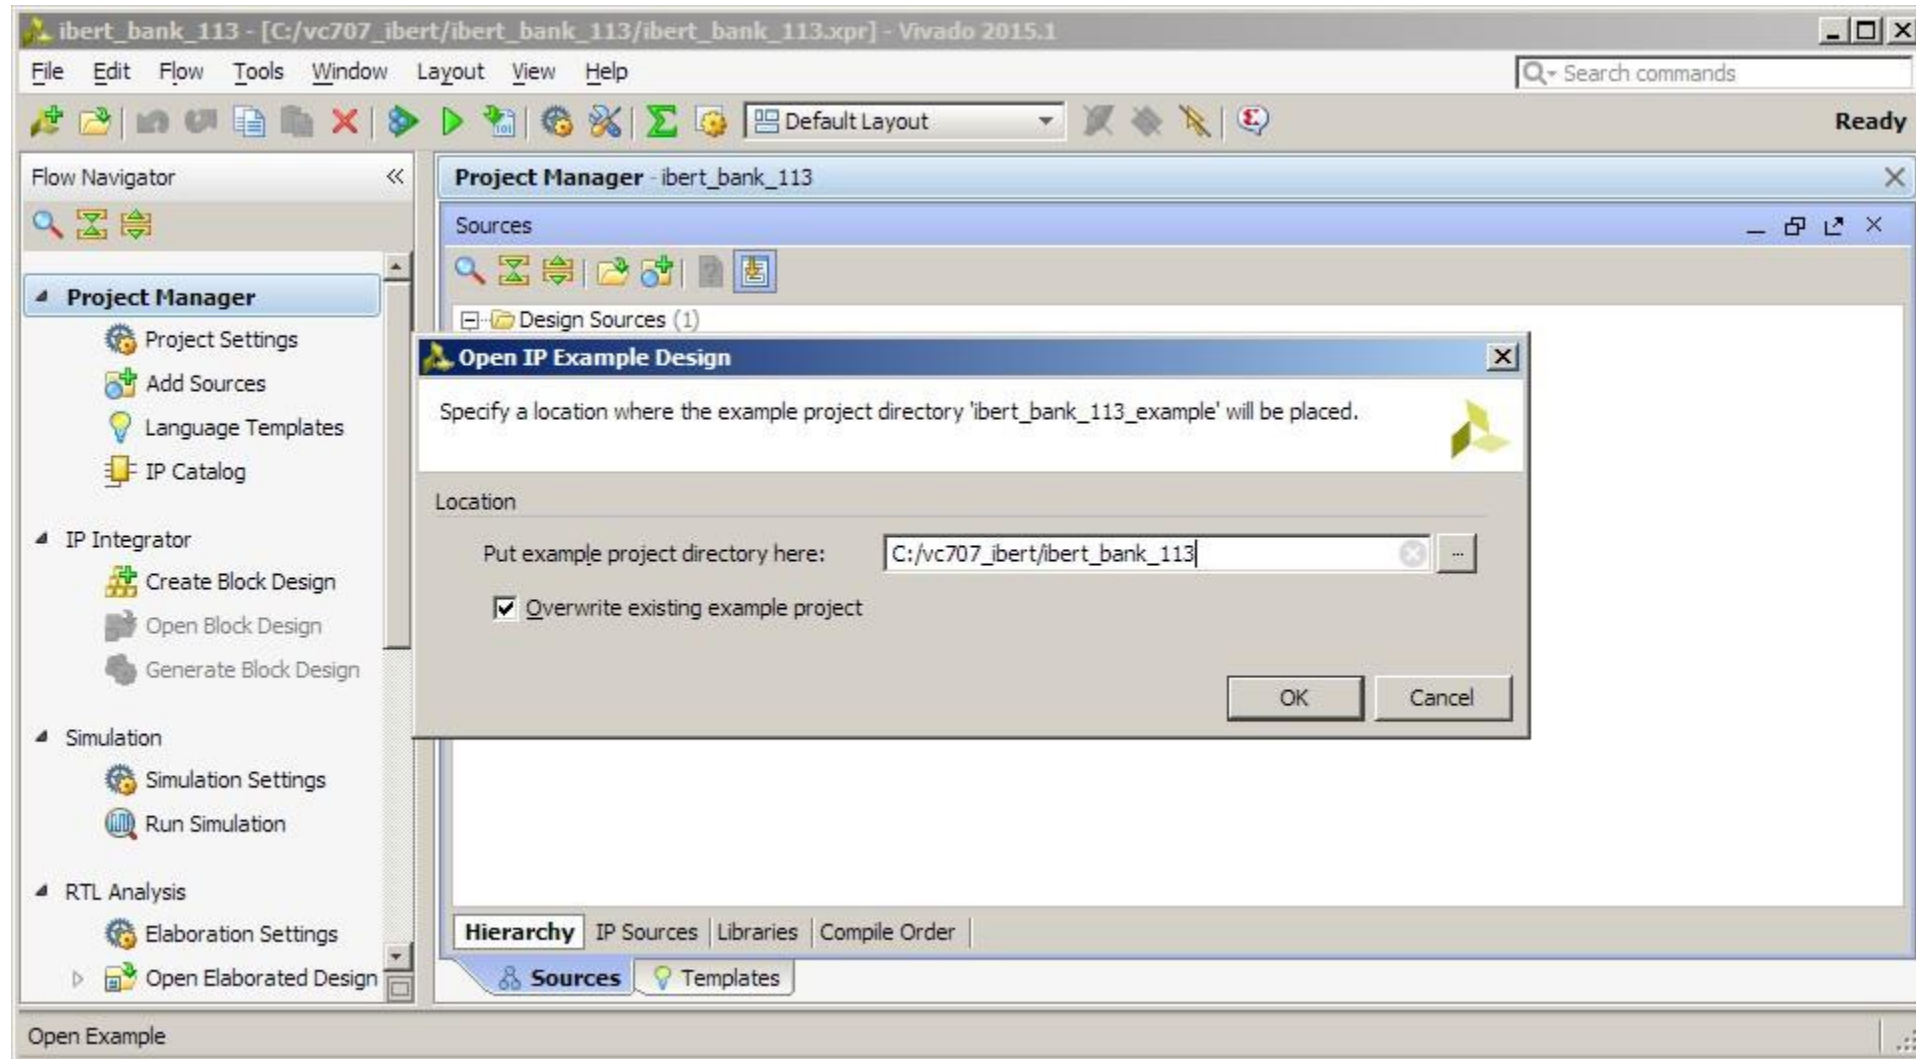 ibert_bank_113 - [C:/vc707_ibert/ibert_bank_113/ibert_bank_113.xpr] - Vivado 2015.1
File Edit Flow Tools Window Layout View Help
Search commands
Default Layout
Ready
Flow Navigator
Project Manager
Project Settings
Add Sources
Language Templates
IP Catalog
IP Integrator
Create Block Design
Open Block Design
Generate Block Design
Simulation
Simulation Settings
Run Simulation
RTL Analysis
Elaboration Settings
Open Elaborated Design
Project Manager - ibert_bank_113
Sources
Design Sources (1)
Open IP Example Design
Specify a location where the example project directory 'ibert_bank_113_example' will be placed.
Location
Put example project directory here: C:/vc707_ibert/ibert_bank_113 ...
Overwrite existing example project
OK Cancel
Hierarchy IP Sources Libraries Compile Order
Sources Templates
Open Example